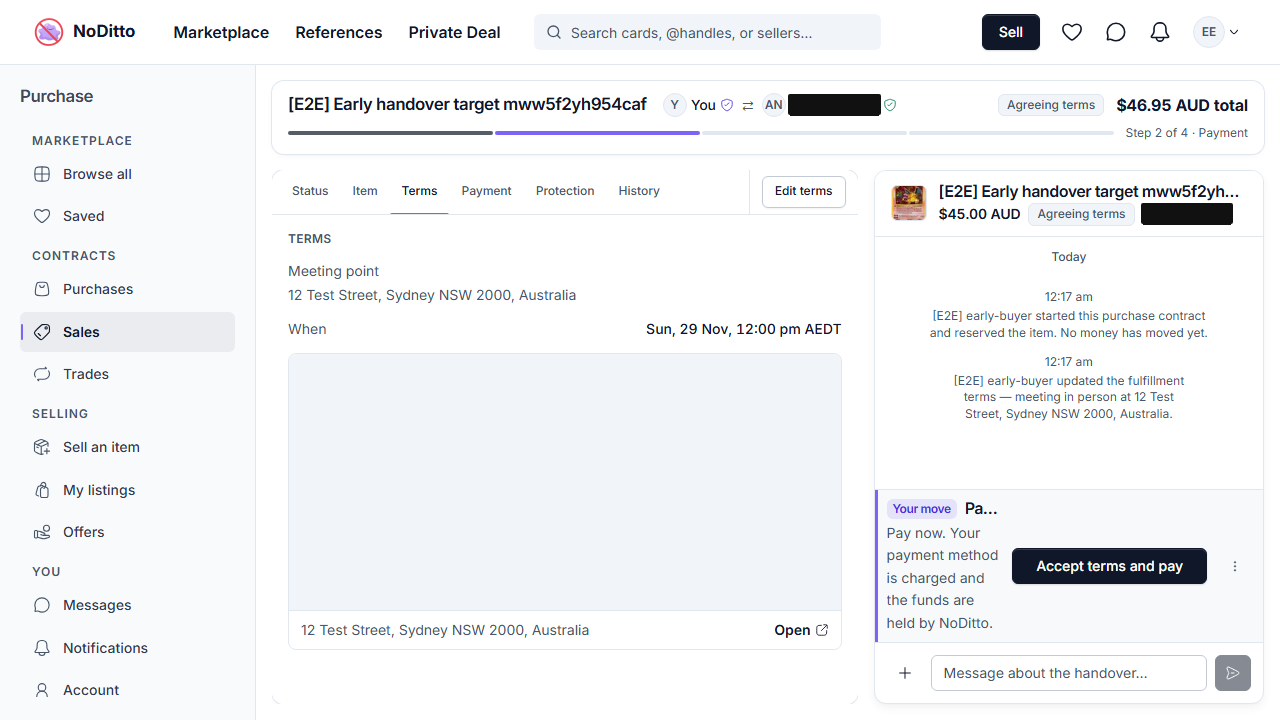 NoDitto
Marketplace
References
Private Deal
Search cards, @handles, or sellers...
Sell
EE
Purchase
MARKETPLACE
Browse all
Saved
CONTRACTS
Purchases
Sales
Trades
SELLING
Sell an item
My listings
Offers
YOU
Messages
Notifications
Account
[E2E] Early handover target mww5f2yh954caf
Y You
AN
Agreeing terms
$46.95 AUD total
Step 2 of 4 · Payment
Status
Item
Terms
Payment
Protection
History
Edit terms
TERMS
Meeting point
12 Test Street, Sydney NSW 2000, Australia
When
Sun, 29 Nov, 12:00 pm AEDT
12 Test Street, Sydney NSW 2000, Australia
Open
[E2E] Early handover target mww5f2yh...
$45.00 AUD
Agreeing terms
Today
12:17 am
[E2E] early-buyer started this purchase contract
and reserved the item. No money has moved yet.
12:17 am
[E2E] early-buyer updated the fulfillment
terms — meeting in person at 12 Test
Street, Sydney NSW 2000, Australia.
Your move
Pa...
Pay now. Your
payment method
is charged and
the funds are
held by NoDitto.
Accept terms and pay
Message about the handover...